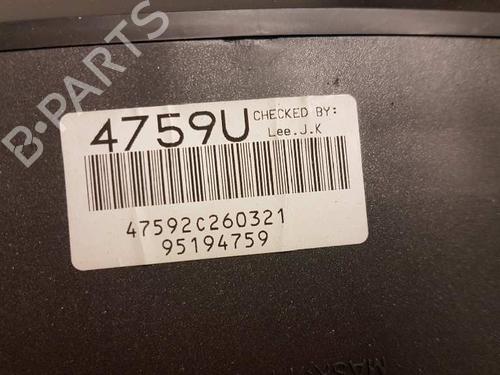 B-PARTS
4759U
CHECKED BY:
Lee.J.K
47592C260321
95194759